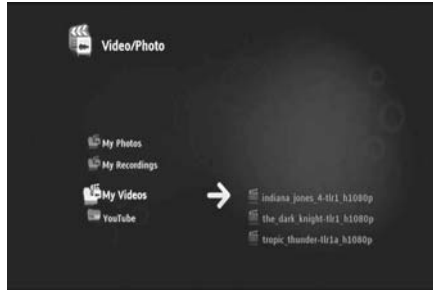 Video/Photo
My Photos
My Recordings
My Videos
YouTube
indiana_jones_4-tlr1_h1080p
the_dark_knight-tlr1_h1080p
tropic_thunder-tlr1a_h1080p